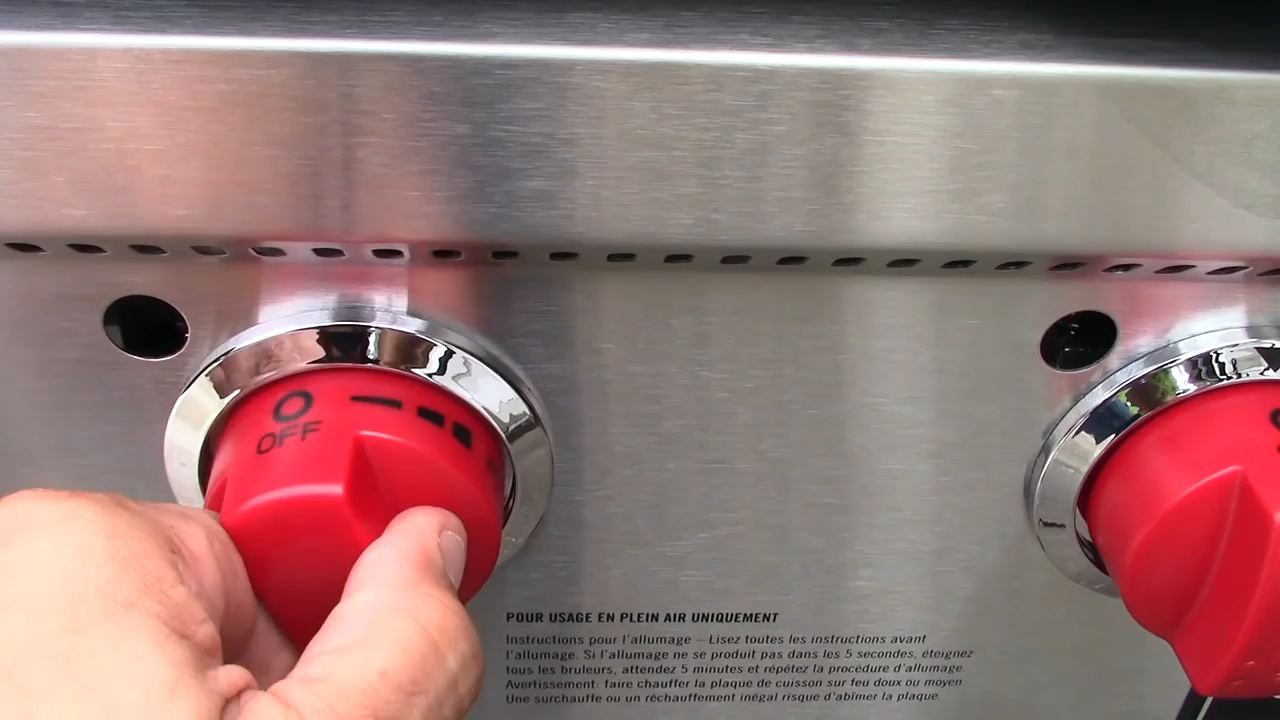 O
OFF
POUR USAGE EN PLEIN AIR UNIQUEMENT
Instructions pour l'allumage – Lisez toutes les instructions avant
l'allumage. Si l'allumage ne se produit pas dans les 5 secondes, éteignez
tous les bruleurs, attendez 5 minutes et répétez la procédure d'allumage.
Avertissement: faire chauffer la plaque de cuisson sur feu doux ou moyen.
Une surchauffe ou un réchauffement inégal risque d'abîmer la plaque.